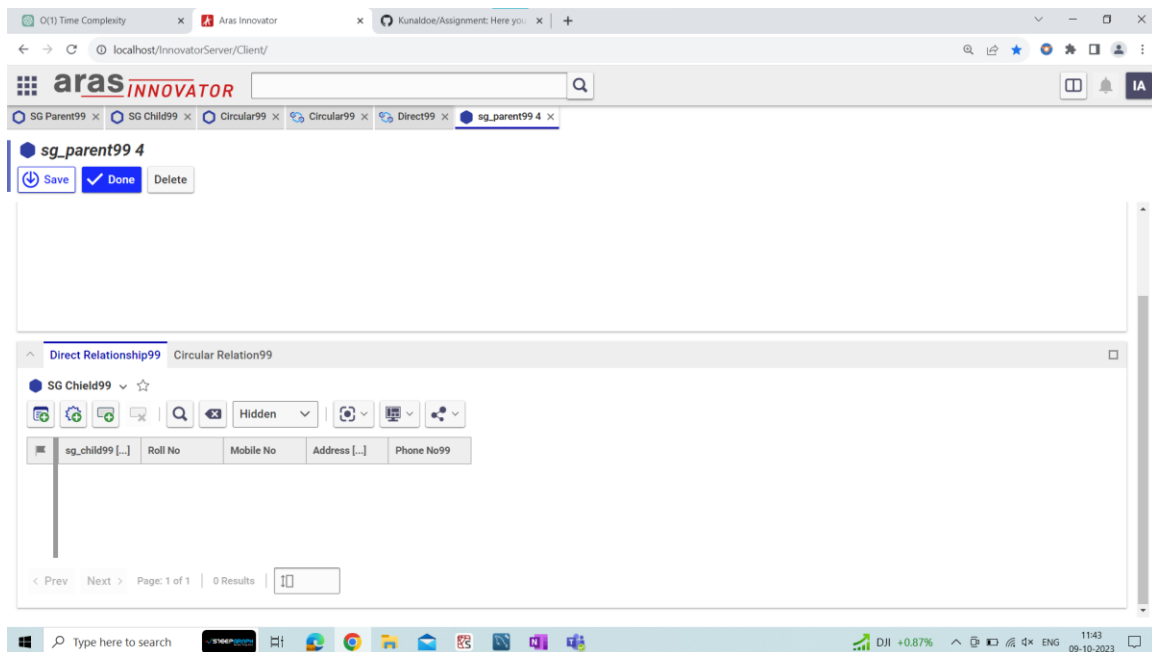 O(1) Time Complexity
Aras Innovator
Kunaldoe/Assignment: Here you
localhost/InnovatorServer/Client/
aras INNOVATOR
IA
SG Parent99
SG Child99
Circular99
Circular99
Direct99
sg_parent99 4
sg_parent99 4
Save
Done
Delete
Direct Relationship99
Circular Relation99
SG Chield99
Hidden
sg_child99 [...]
Roll No
Mobile No
Address [...]
Phone No99
< Prev
Next >
Page: 1 of 1
0 Results
Type here to search
DJI +0.87%
ENG
11:43
09-10-2023